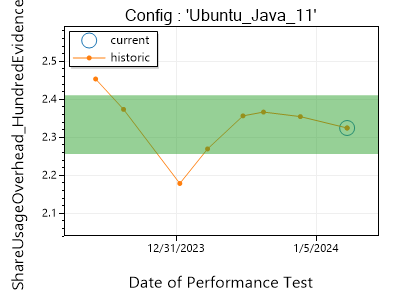 Config : 'Ubuntu_Java_11'
current
historic
2.5
2.4
2.3
2.2
2.1
12/31/2023
1/5/2024
Date of Performance Test
ShareUsageOverhead_HundredEvidence